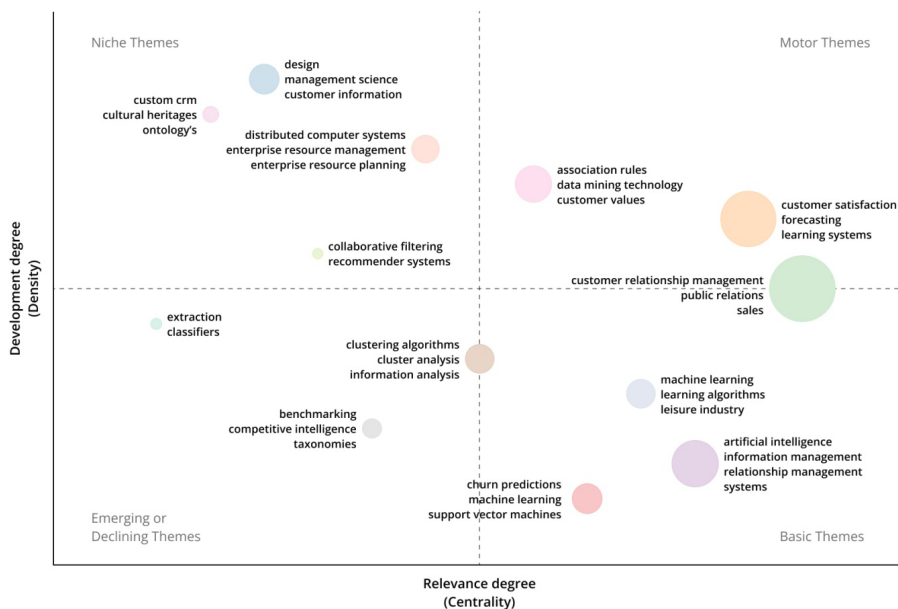 Niche Themes
Motor Themes
design
management science
customer information
custom crm
cultural heritages
ontology's
distributed computer systems
enterprise resource management
enterprise resource planning
association rules
data mining technology
customer values
customer satisfaction
forecasting
learning systems
collaborative filtering
recommender systems
customer relationship management
public relations
sales
extraction
classifiers
clustering algorithms
cluster analysis
information analysis
machine learning
learning algorithms
leisure industry
benchmarking
competitive intelligence
taxonomies
artificial intelligence
information management
relationship management
systems
churn predictions
machine learning
support vector machines
Emerging or
Declining Themes
Basic Themes
Development degree
(Density)
Relevance degree
(Centrality)